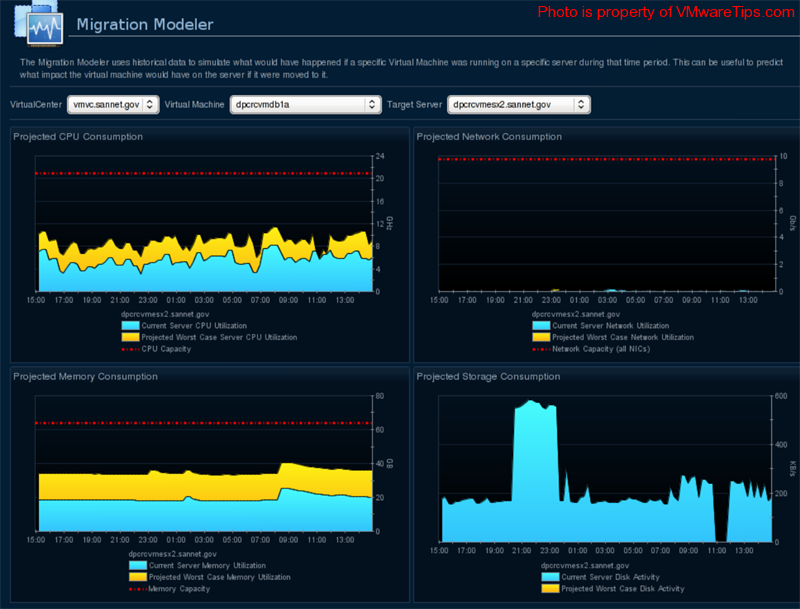 Photo is property of VMwareTips.com
Migration Modeler
The Migration Modeler uses historical data to simulate what would have happened if a specific Virtual Machine was running on a specific server during that time period. This can be useful to predict
what impact the virtual machine would have on the server if it were moved to it.
VirtualCenter vmvc.sannet.gov Virtual Machine dpcrcvmdb1a Target Server dpcrcvmesx2.sannet.gov
Projected CPU Consumption
24
20
16
12
8
4
0
GHz
15:00 17:00 19:00 21:00 23:00 01:00 03:00 05:00 07:00 09:00 11:00 13:00
dpcrcvmesx2.sannet.gov
Current Server CPU Utilization
Projected Worst Case Server CPU Utilization
CPU Capacity
Projected Network Consumption
10
8
6
4
2
0
Gb/s
15:00 17:00 19:00 21:00 23:00 01:00 03:00 05:00 07:00 09:00 11:00 13:00
dpcrcvmesx2.sannet.gov
Current Server Network Utilization
Projected Worst Case Network Utilization
Network Capacity (all NICs)
Projected Memory Consumption
80
60
40
20
0
GB
15:00 17:00 19:00 21:00 23:00 01:00 03:00 05:00 07:00 09:00 11:00 13:00
dpcrcvmesx2.sannet.gov
Current Server Memory Utilization
Projected Worst Case Memory Utilization
Memory Capacity
Projected Storage Consumption
600
400
200
0
KB/s
15:00 17:00 19:00 21:00 23:00 01:00 03:00 05:00 07:00 09:00 11:00 13:00
dpcrcvmesx2.sannet.gov
Current Server Disk Activity
Projected Worst Case Disk Activity